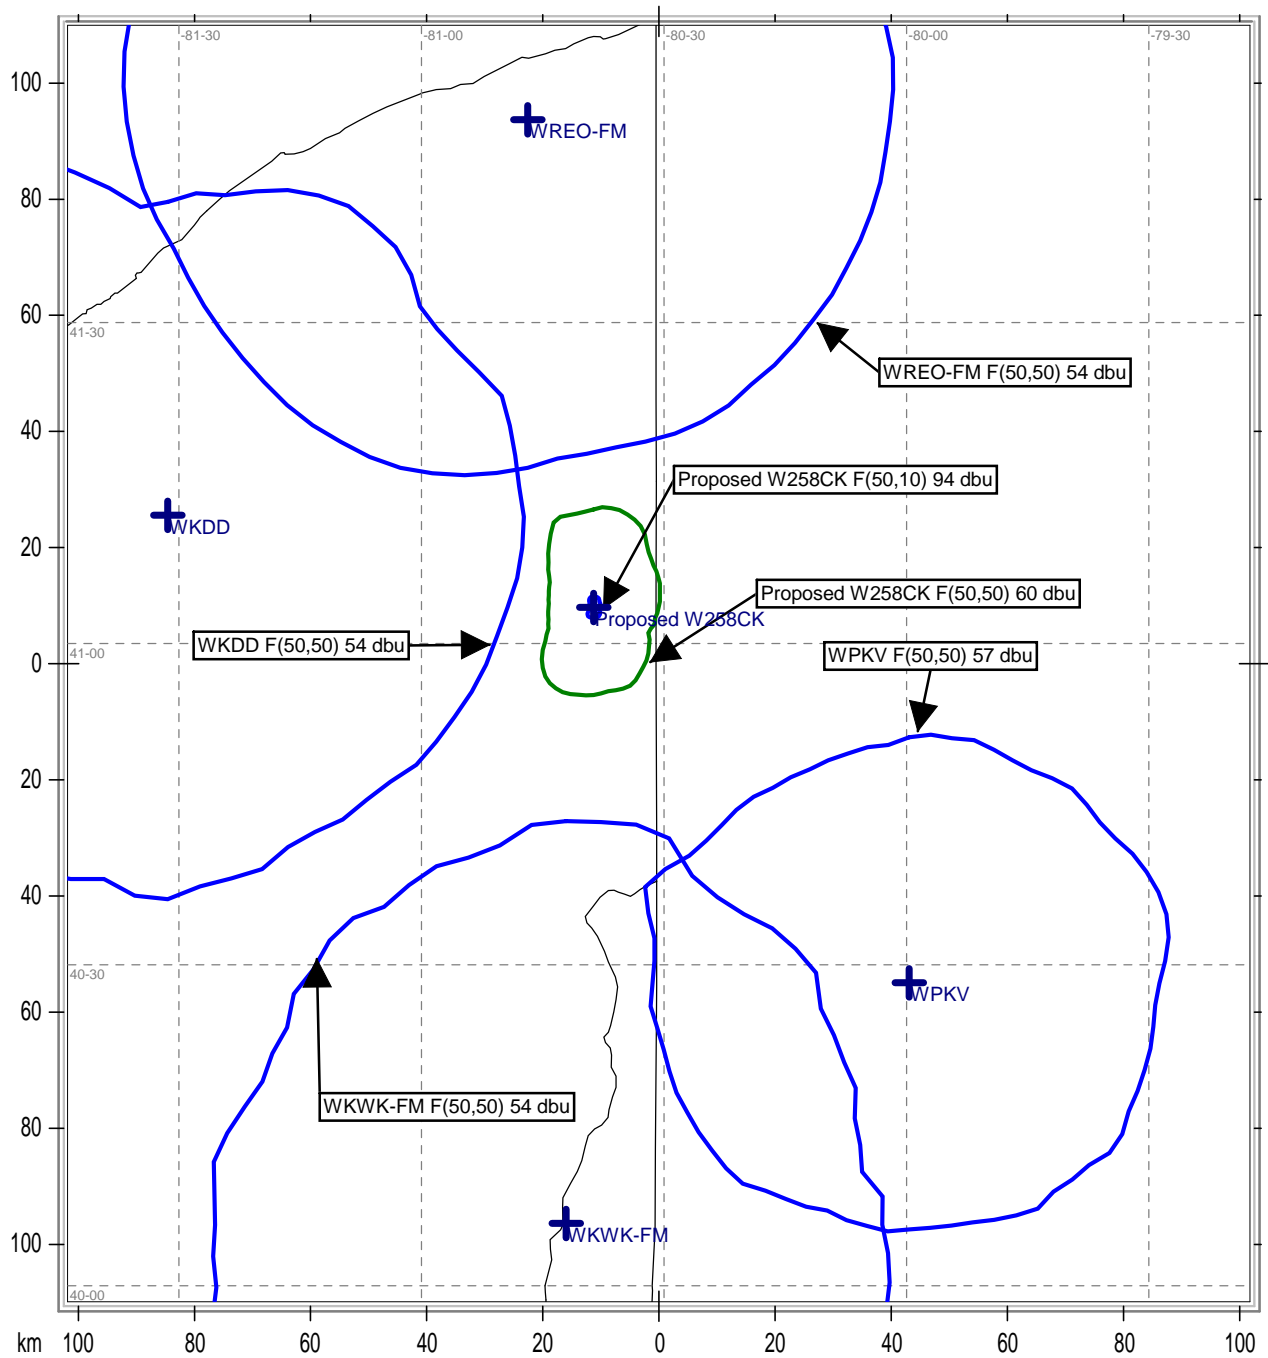 -81-30
-81-00
-80-30
-80-00
-79-30
100
WREO-FM
80
60
41-30
WREO-FM F(50,50) 54 dbu
40
Proposed W258CK F(50,10) 94 dbu
WKDD
20
Proposed W258CK F(50,50) 60 dbu
Proposed W258CK
WKDD F(50,50) 54 dbu
41-00
WPKV F(50,50) 57 dbu
0
20
40
40-30
WPKV
60
WKWK-FM F(50,50) 54 dbu
80
WKWK-FM
100
40-00
km 100 80 60 40 20 0 20 40 60 80 100